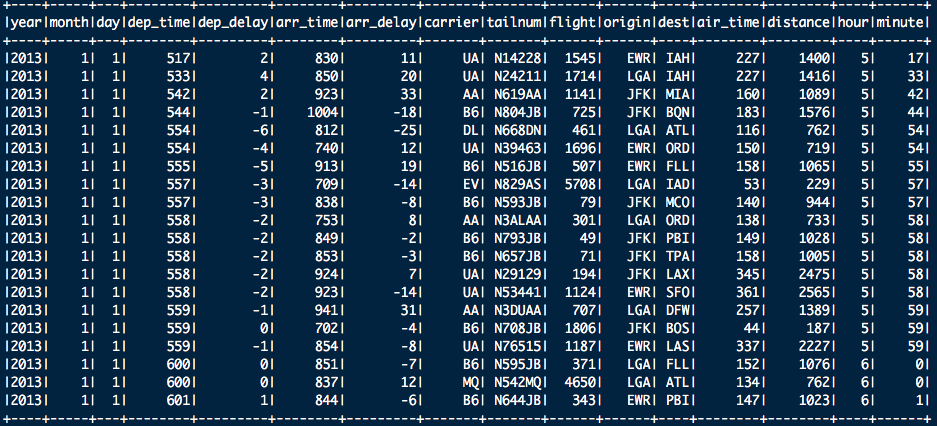 +----+-----+---+--------+---------+--------+---------+-------+-------+------+------+----+--------+--------+----+------+
|year|month|day|dep_time|dep_delay|arr_time|arr_delay|carrier|tailnum|flight|origin|dest|air_time|distance|hour|minute|
+----+-----+---+--------+---------+--------+---------+-------+-------+------+------+----+--------+--------+----+------+
|2013|    1|  1|     517|        2|     830|       11|     UA| N14228|  1545|   EWR| IAH|     227|    1400|   5|    17|
|2013|    1|  1|     533|        4|     850|       20|     UA| N24211|  1714|   LGA| IAH|     227|    1416|   5|    33|
|2013|    1|  1|     542|        2|     923|       33|     AA| N619AA|  1141|   JFK| MIA|     160|    1089|   5|    42|
|2013|    1|  1|     544|       -1|    1004|      -18|     B6| N804JB|   725|   JFK| BQN|     183|    1576|   5|    44|
|2013|    1|  1|     554|       -6|     812|      -25|     DL| N668DN|   461|   LGA| ATL|     116|     762|   5|    54|
|2013|    1|  1|     554|       -4|     740|       12|     UA| N39463|  1696|   EWR| ORD|     150|     719|   5|    54|
|2013|    1|  1|     555|       -5|     913|       19|     B6| N516JB|   507|   EWR| FLL|     158|    1065|   5|    55|
|2013|    1|  1|     557|       -3|     709|      -14|     EV| N829AS|  5708|   LGA| IAD|      53|     229|   5|    57|
|2013|    1|  1|     557|       -3|     838|       -8|     B6| N593JB|    79|   JFK| MCO|     140|     944|   5|    57|
|2013|    1|  1|     558|       -2|     753|        8|     AA| N3ALAA|   301|   LGA| ORD|     138|     733|   5|    58|
|2013|    1|  1|     558|       -2|     849|       -2|     B6| N793JB|    49|   JFK| PBI|     149|    1028|   5|    58|
|2013|    1|  1|     558|       -2|     853|       -3|     B6| N657JB|    71|   JFK| TPA|     158|    1005|   5|    58|
|2013|    1|  1|     558|       -2|     924|        7|     UA| N29129|   194|   JFK| LAX|     345|    2475|   5|    58|
|2013|    1|  1|     558|       -2|     923|      -14|     UA| N53441|  1124|   EWR| SFO|     361|    2565|   5|    58|
|2013|    1|  1|     559|       -1|     941|       31|     AA| N3DUAA|   707|   LGA| DFW|     257|    1389|   5|    59|
|2013|    1|  1|     559|        0|     702|       -4|     B6| N708JB|  1806|   JFK| BOS|      44|     187|   5|    59|
|2013|    1|  1|     559|       -1|     854|       -8|     UA| N76515|  1187|   EWR| LAS|     337|    2227|   5|    59|
|2013|    1|  1|     600|        0|     851|       -7|     B6| N595JB|   371|   LGA| FLL|     152|    1076|   6|     0|
|2013|    1|  1|     600|        0|     837|       12|     MQ| N542MQ|  4650|   LGA| ATL|     134|     762|   6|     0|
|2013|    1|  1|     601|        1|     844|       -6|     B6| N644JB|   343|   EWR| PBI|     147|    1023|   6|     1|
+----+-----+---+--------+---------+--------+---------+-------+-------+------+------+----+--------+--------+----+------+